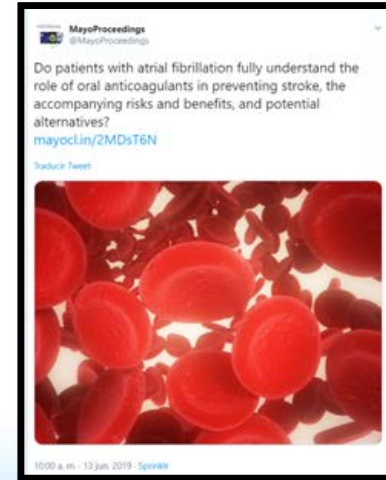 MayoProceedings
@MayoProceedings
Do patients with atrial fibrillation fully understand the
role of oral anticoagulants in preventing stroke, the
accompanying risks and benefits, and potential
alternatives?
mayocl.in/2MDsT6N
Traducir Tweet
10:00 a. m. - 13 jun. 2019 - Sprinklr